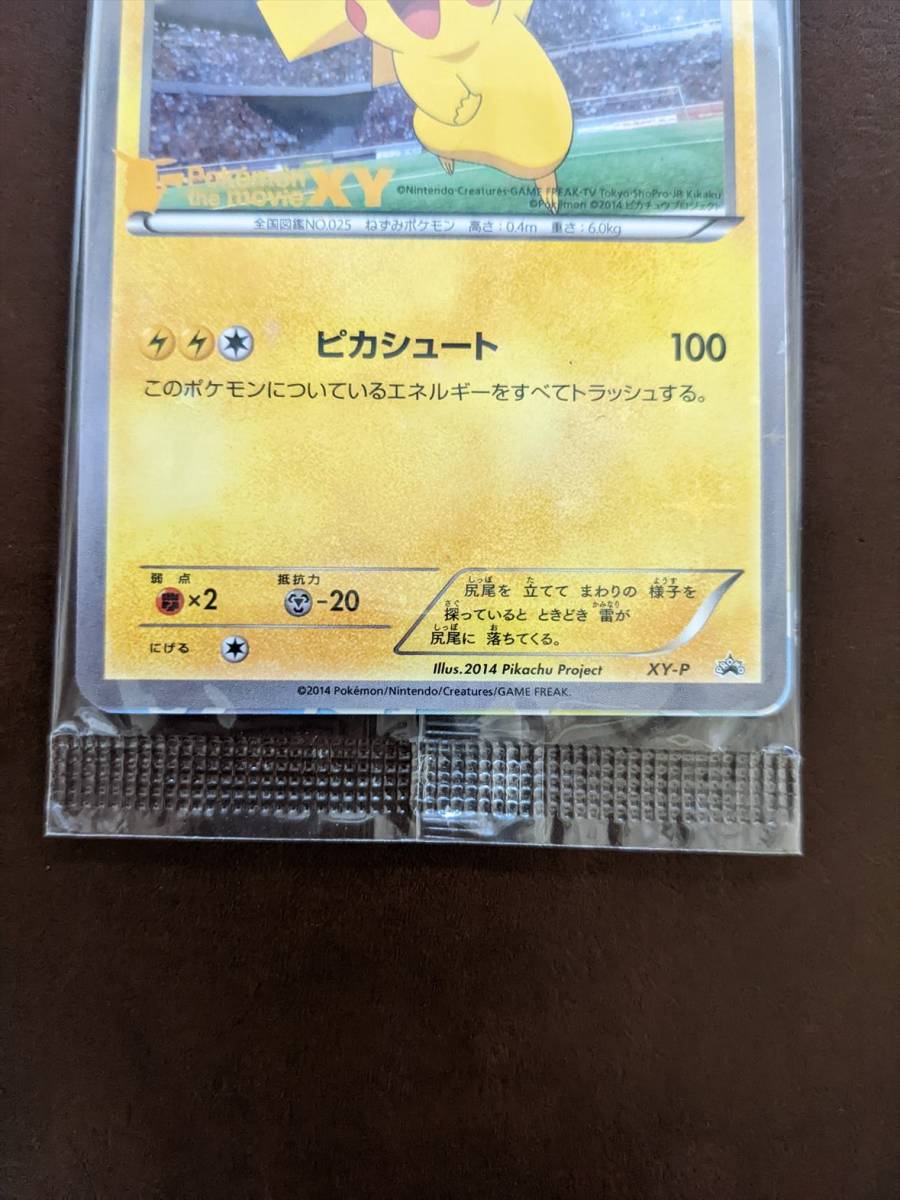 Pokémon
the movie XY
©Nintendo·Creatures·GAME FREAK·TV Tokyo·ShoPro·JR Kikaku
©Pokémon ©2014 ピカチュウプロジェクト
全国図鑑NO.025 ねずみポケモン 高さ:0.4m 重さ:6.0kg
ピカシュート 100
このポケモンについているエネルギーをすべてトラッシュする。
弱点 抵抗力
×2 -20
にげる
尻尾を 立てて まわりの 様子を
探っていると ときどき 雷が
尻尾に 落ちてくる。
Illus.2014 Pikachu Project XY-P
©2014 Pokémon/Nintendo/Creatures/GAME FREAK.